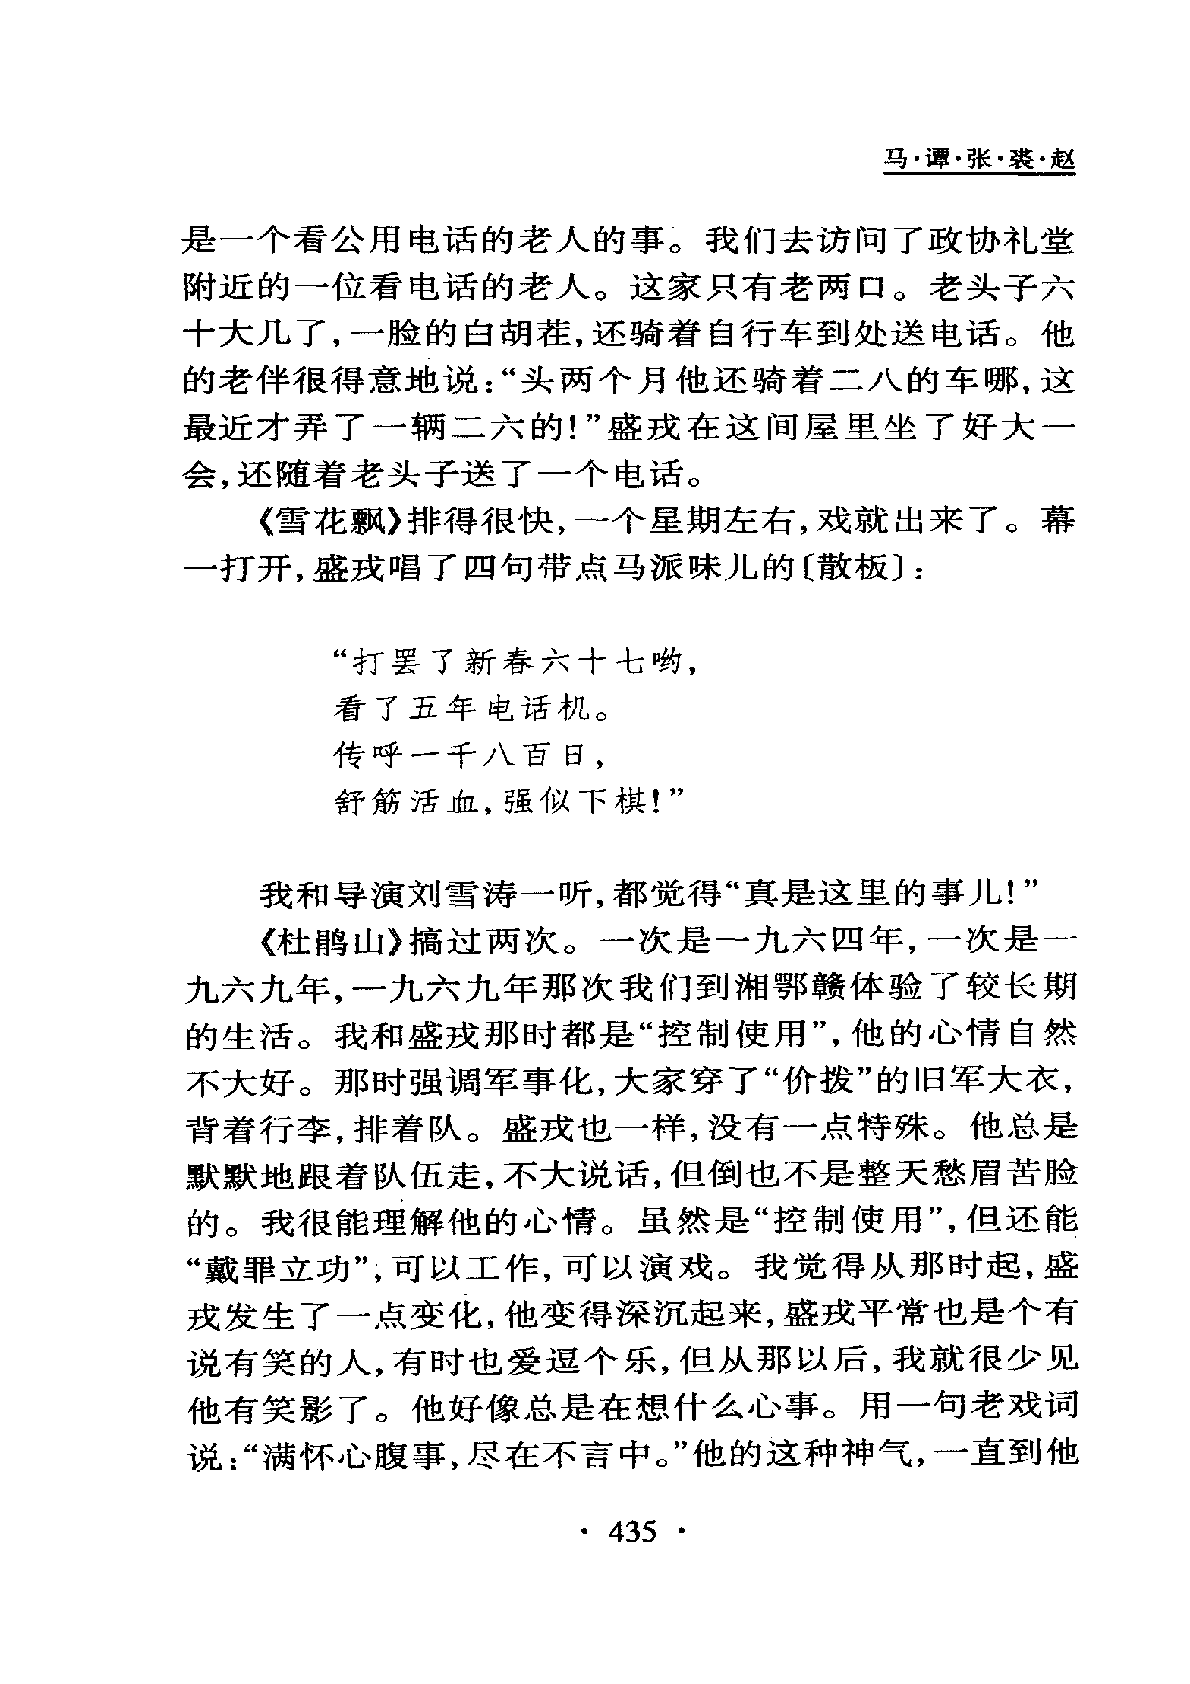 马·谭·张·裘·赵
是一个看公用电话的老人的事。我们去访问了政协礼堂
附近的一位看电话的老人。这家只有老两口。老头子六
十大几了,一脸的白胡茬,还骑着自行车到处送电话。他
的老伴很得意地说:“头两个月他还骑着二八的车哪,这
最近才弄了一辆二六的!”盛戎在这间屋里坐了好大一
会,还随着老头子送了一个电话。
《雪花飘》排得很快,一个星期左右,戏就出来了。幕
一打开,盛戎唱了四句带点马派味儿的〔散板〕:
“打罢了新春六十七哟,
看了五年电话机。
传呼一千八百日,
舒筋活血,强似下棋!”
我和导演刘雪涛一听,都觉得“真是这里的事儿!”
《杜鹃山》搞过两次。一次是一九六四年,一次是一
九六九年,一九六九年那次我们到湘鄂赣体验了较长期
的生活。我和盛戎那时都是“控制使用”,他的心情自然
不大好。那时强调军事化,大家穿了“价拨”的旧军大衣,
背着行李,排着队。盛戎也一样,没有一点特殊。他总是
默默地跟着队伍走,不大说话,但倒也不是整天愁眉苦脸
的。我很能理解他的心情。虽然是“控制使用”,但还能
“戴罪立功”,可以工作,可以演戏。我觉得从那时起,盛
戎发生了一点变化,他变得深沉起来,盛戎平常也是个有
说有笑的人,有时也爱逗个乐,但从那以后,我就很少见
他有笑影了。他好像总是在想什么心事。用一句老戏词
说:“满怀心腹事,尽在不言中。”他的这种神气,一直到他
· 435 ·